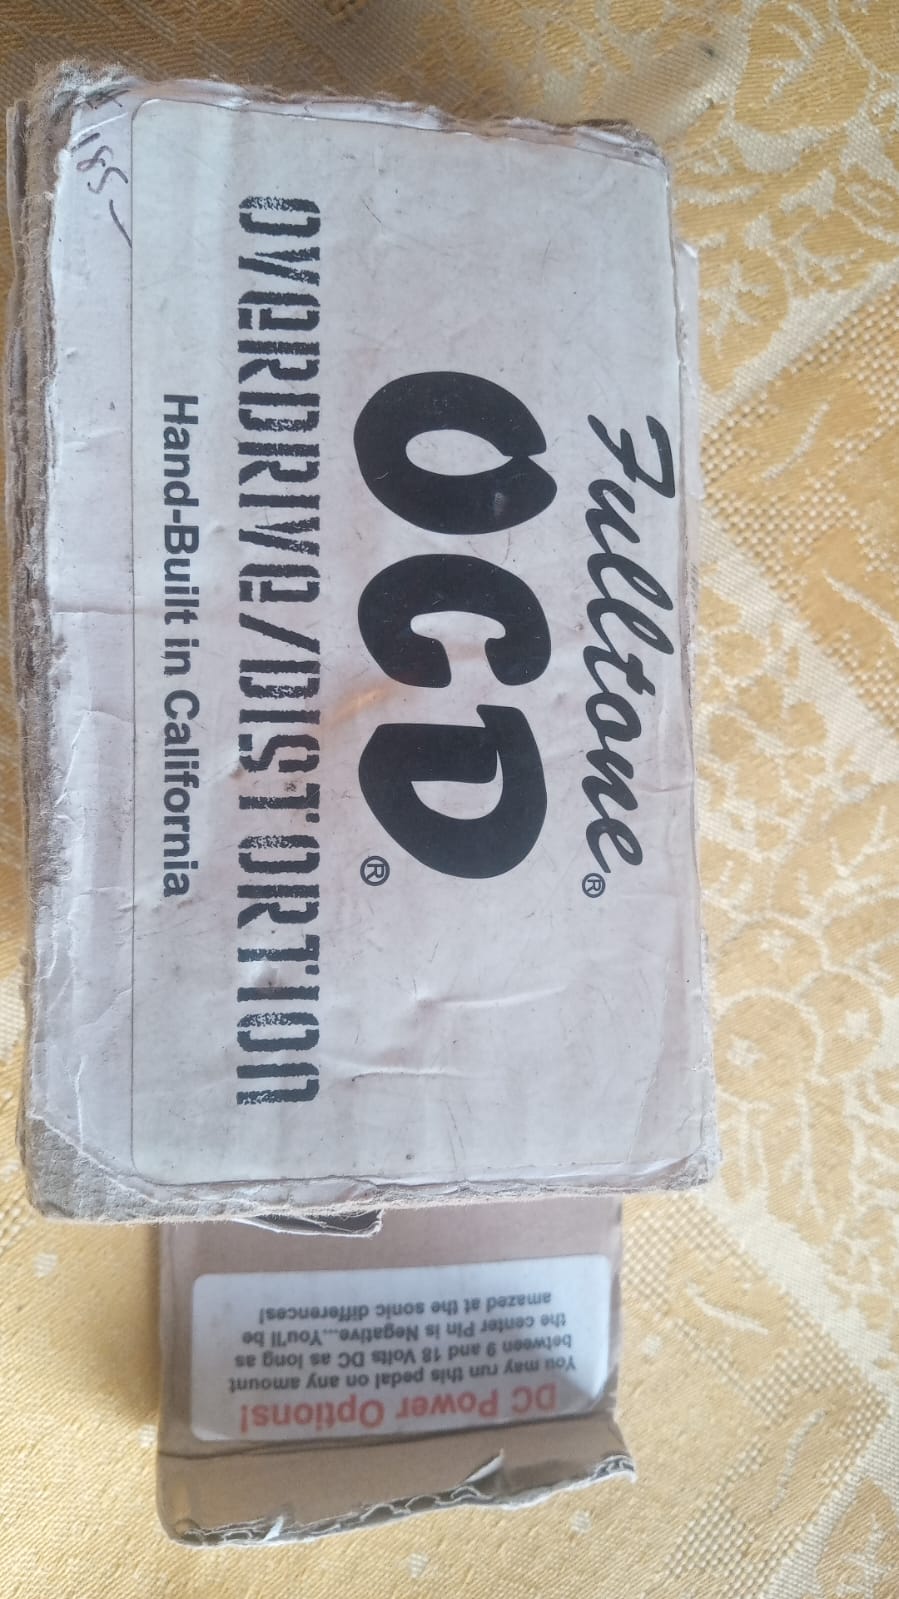 Fulltone®
OCD®
OVERDRIVE/DISTORTION
Hand-Built in California
185
DC Power Options!
You may run this pedal on any amount
between 9 and 18 Volts DC as long as
the center Pin is Negative...You'll be
amazed at the sonic differences!